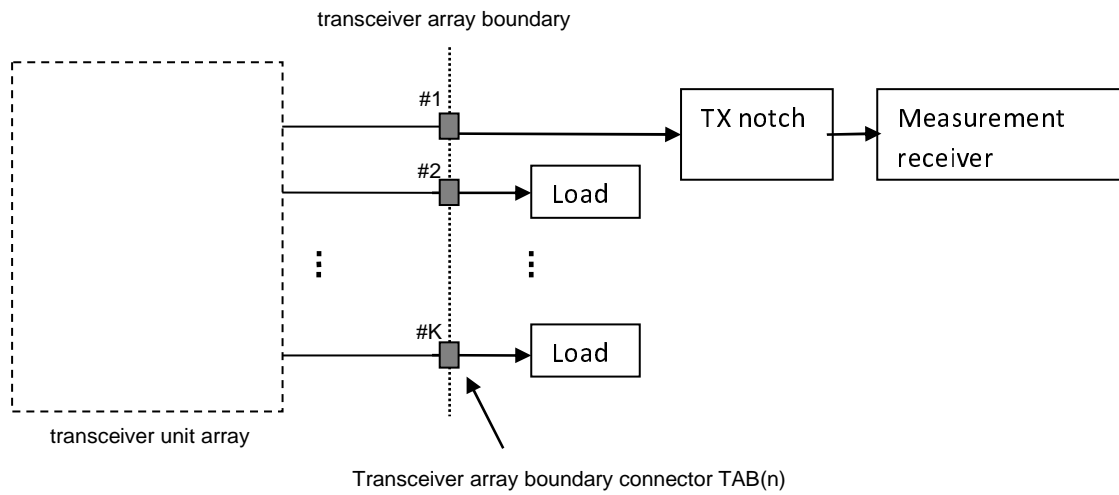 transceiver array boundary
#1
TX notch
Measurement
receiver
#2
Load
#K
Load
transceiver unit array
Transceiver array boundary connector TAB(n)